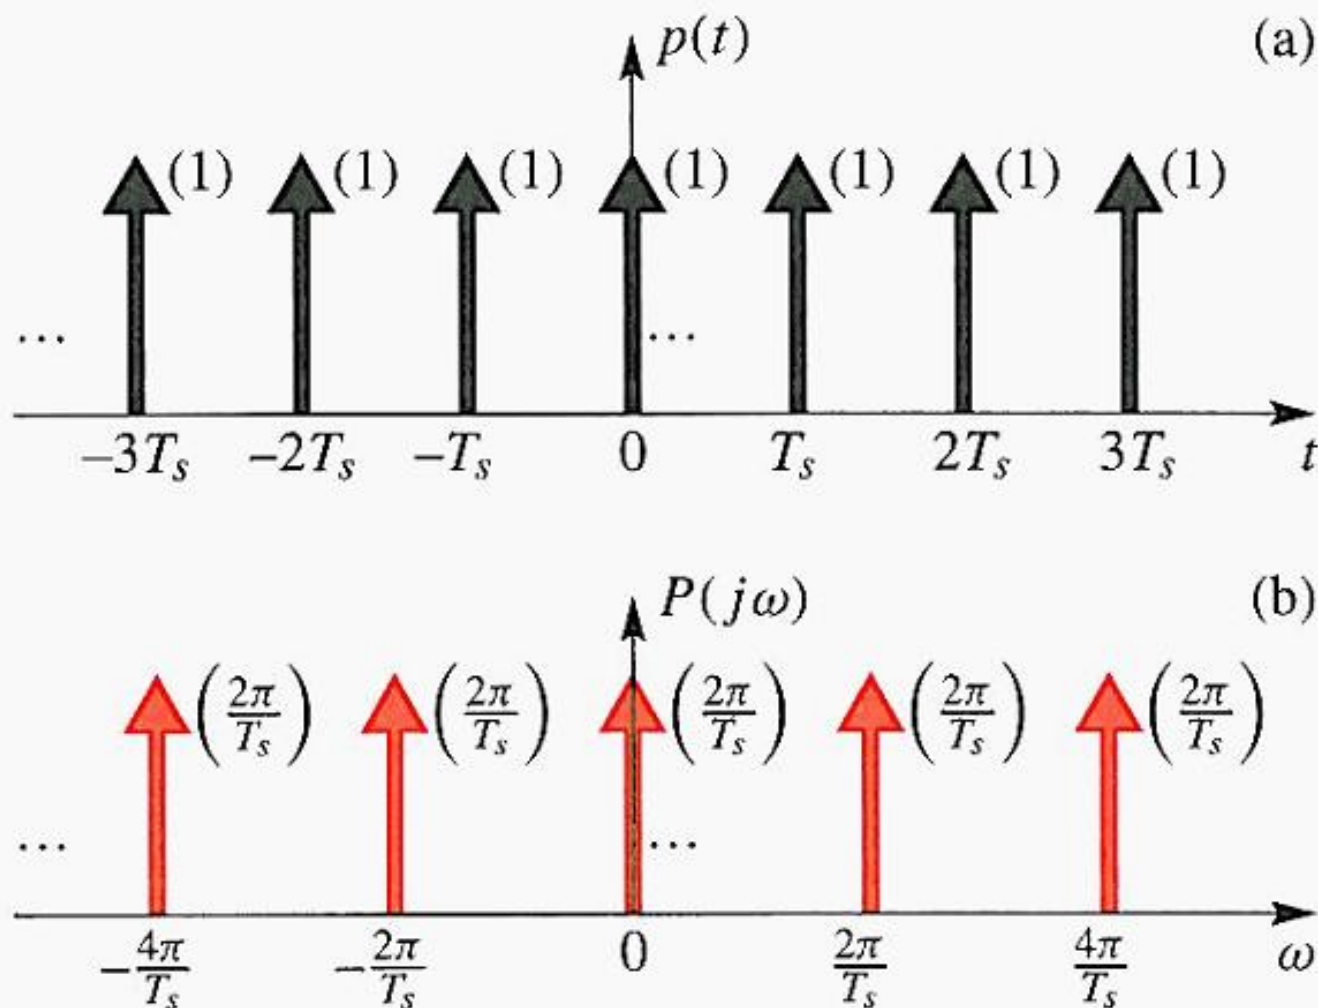 p(t) (a)
(1) (1) (1) (1) (1) (1) (1)
... ...
–3Tₛ –2Tₛ –Tₛ 0 Tₛ 2Tₛ 3Tₛ t
P(jω) (b)
(2π/Tₛ) (2π/Tₛ) (2π/Tₛ) (2π/Tₛ) (2π/Tₛ)
... ...
–4π/Tₛ –2π/Tₛ 0 2π/Tₛ 4π/Tₛ ω